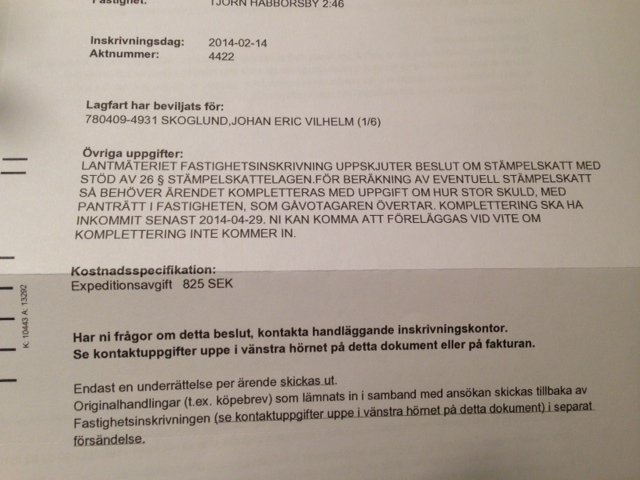 TJÖRN HABBORSBY 2:46
Inskrivningsdag: 2014-02-14
Aktnummer: 4422
Lagfart har beviljats för:
780409-4931 SKOGLUND,JOHAN ERIC VILHELM (1/6)
Övriga uppgifter:
LANTMÄTERIET FASTIGHETSINSKRIVNING UPPSKJUTER BESLUT OM STÄMPELSKATT MED
STÖD AV 26 § STÄMPELSKATTELAGEN.FÖR BERÄKNING AV EVENTUELL STÄMPELSKATT
SÅ BEHÖVER ÄRENDET KOMPLETTERAS MED UPPGIFT OM HUR STOR SKULD, MED
PANTRÄTT I FASTIGHETEN, SOM GÅVOTAGAREN ÖVERTAR. KOMPLETTERING SKA HA
INKOMMIT SENAST 2014-04-29. NI KAN KOMMA ATT FÖRELÄGGAS VID VITE OM
KOMPLETTERING INTE KOMMER IN.
Kostnadsspecifikation:
Expeditionsavgift 825 SEK
K: 10443 A: 13292
Har ni frågor om detta beslut, kontakta handläggande inskrivningskontor.
Se kontaktuppgifter uppe i vänstra hörnet på detta dokument eller på fakturan.
Endast en underrättelse per ärende skickas ut.
Originalhandlingar (t.ex. köpebrev) som lämnats in i samband med ansökan skickas tillbaka av
Fastighetsinskrivningen (se kontaktuppgifter uppe i vänstra hörnet på detta dokument) i separat
försändelse.